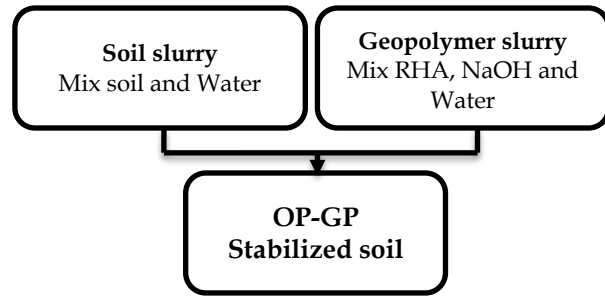 Soil slurry
Mix soil and Water
Geopolymer slurry
Mix RHA, NaOH and
Water
OP-GP
Stabilized soil